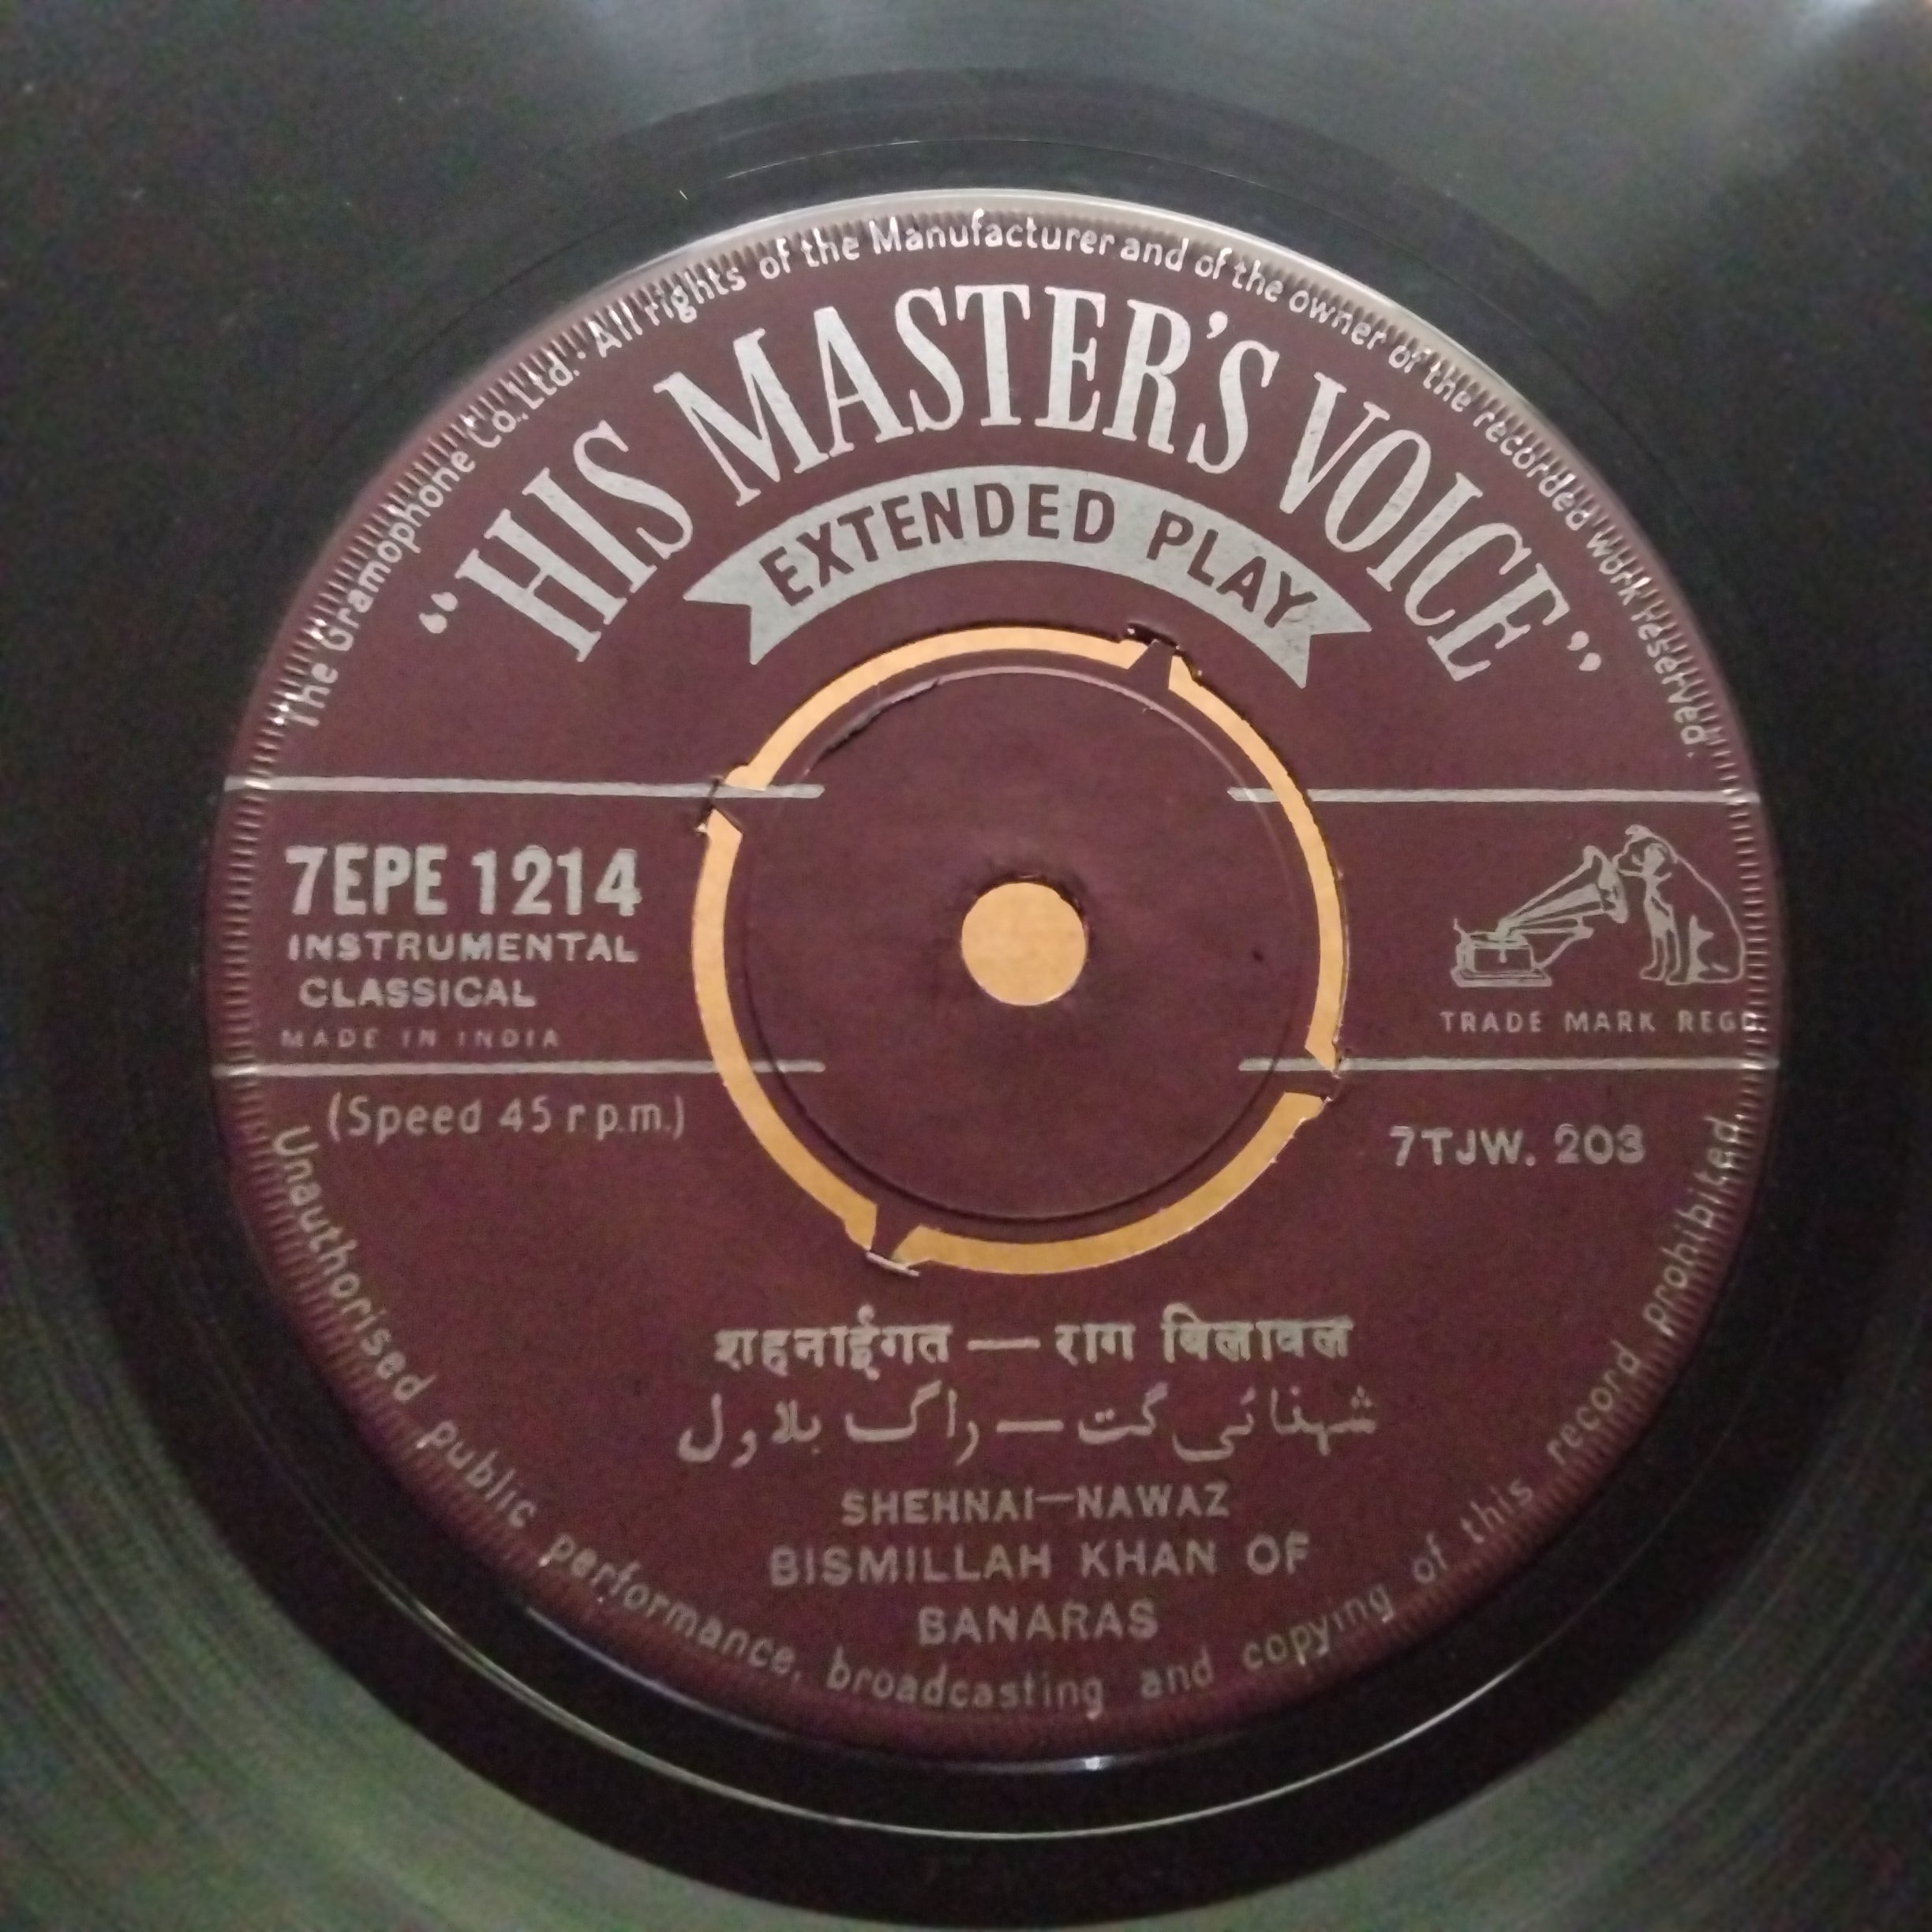 The Gramophone Co., Ltd. All rights of the Manufacturer and of the owner of the recorded work reserved.
“HIS MASTER'S VOICE”
EXTENDED PLAY
7EPE 1214
INSTRUMENTAL
CLASSICAL
MADE IN INDIA
TRADE MARK REGD
(Speed 45 r.p.m.)
7TJW. 203
शहनाईगत — राग बिलावल
شہنائی گت — راگ بلاول
SHEHNAI—NAWAZ
BISMILLAH KHAN OF
BANARAS
Unauthorised public performance, broadcasting and copying of this record prohibited.